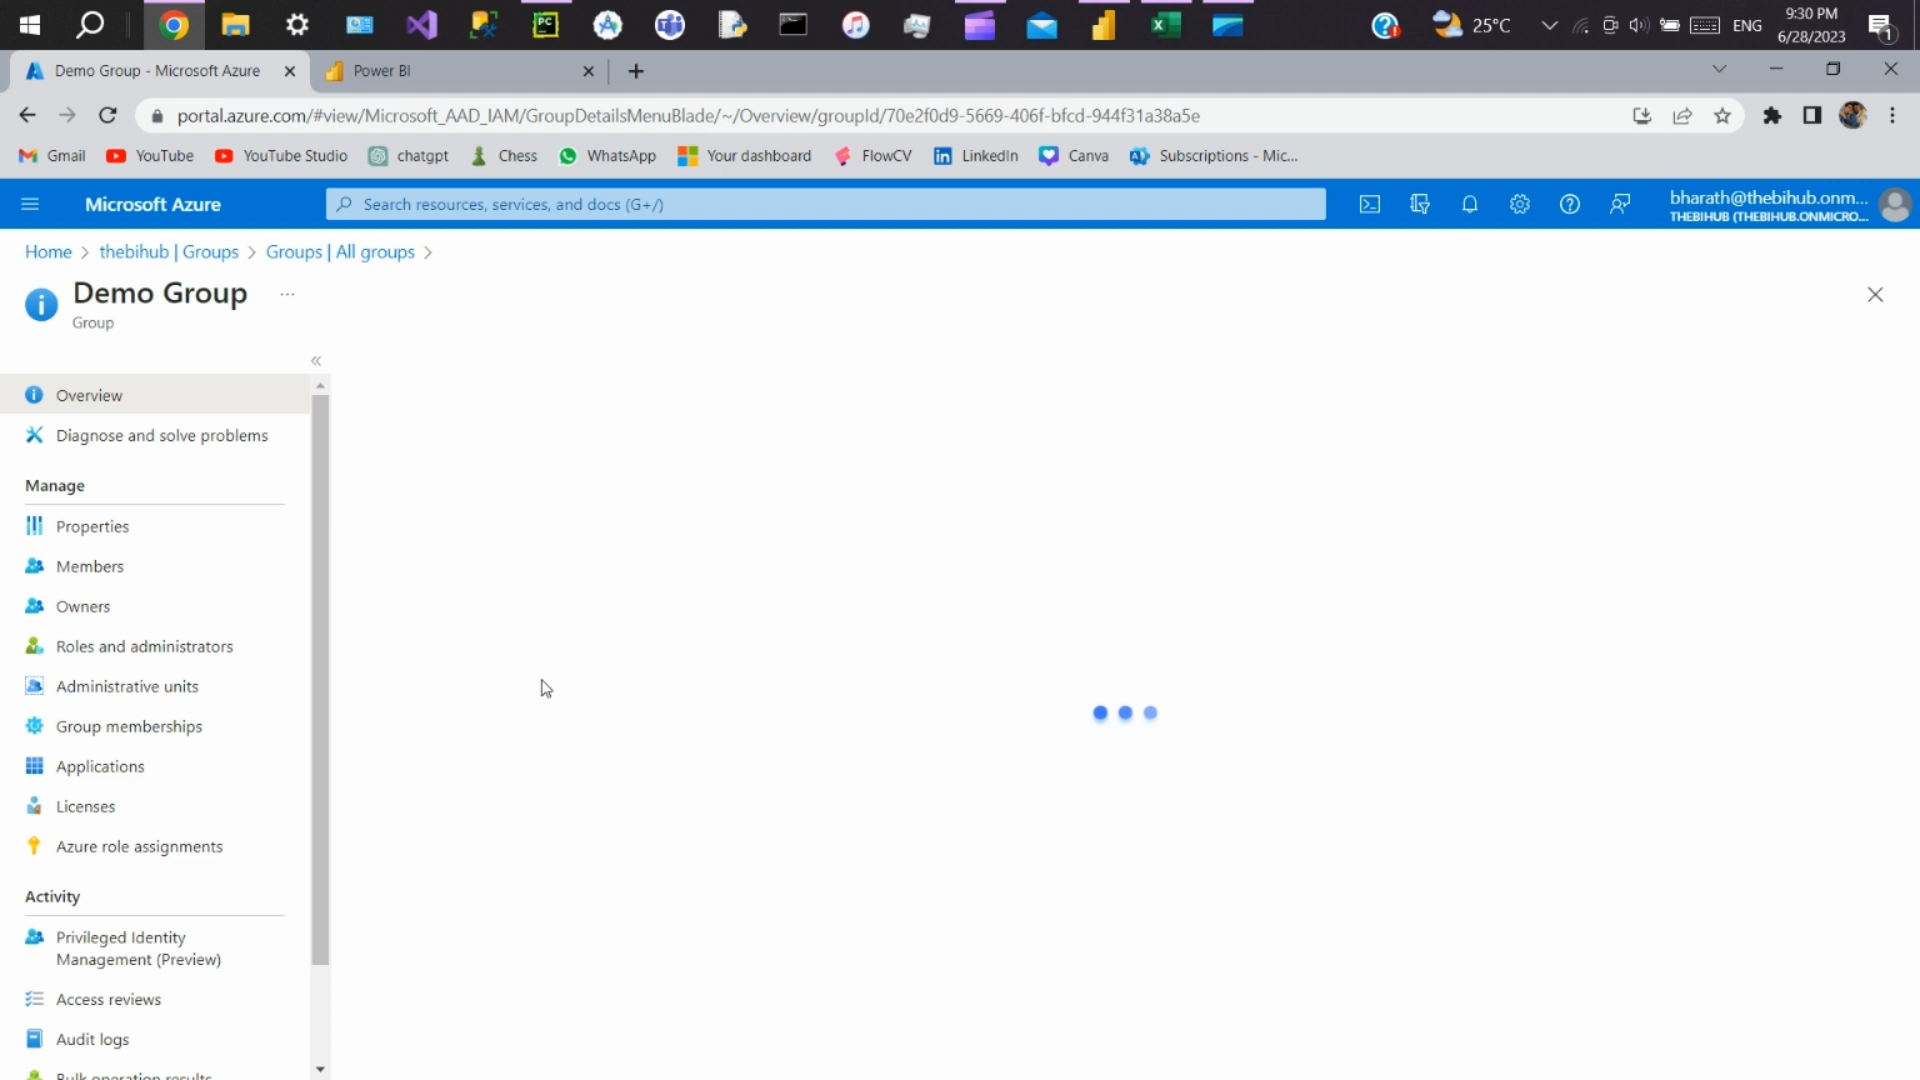 25°C
ENG
9:30 PM
6/28/2023
1
Demo Group - Microsoft Azure
Power BI
portal.azure.com/#view/Microsoft_AAD_IAM/GroupDetailsMenuBlade/~/Overview/groupId/70e2f0d9-5669-406f-bfcd-944f31a38a5e
Gmail
YouTube
YouTube Studio
chatgpt
Chess
WhatsApp
Your dashboard
FlowCV
LinkedIn
Canva
Subscriptions - Mic...
Microsoft Azure
Search resources, services, and docs (G+/)
bharath@thebihub.onm...
THEBIHUB (THEBIHUB.ONMICRO...
Home > thebihub | Groups > Groups | All groups >
Demo Group ...
Group
Overview
Diagnose and solve problems
Manage
Properties
Members
Owners
Roles and administrators
Administrative units
Group memberships
Applications
Licenses
Azure role assignments
Activity
Privileged Identity
Management (Preview)
Access reviews
Audit logs
Bulk operation results